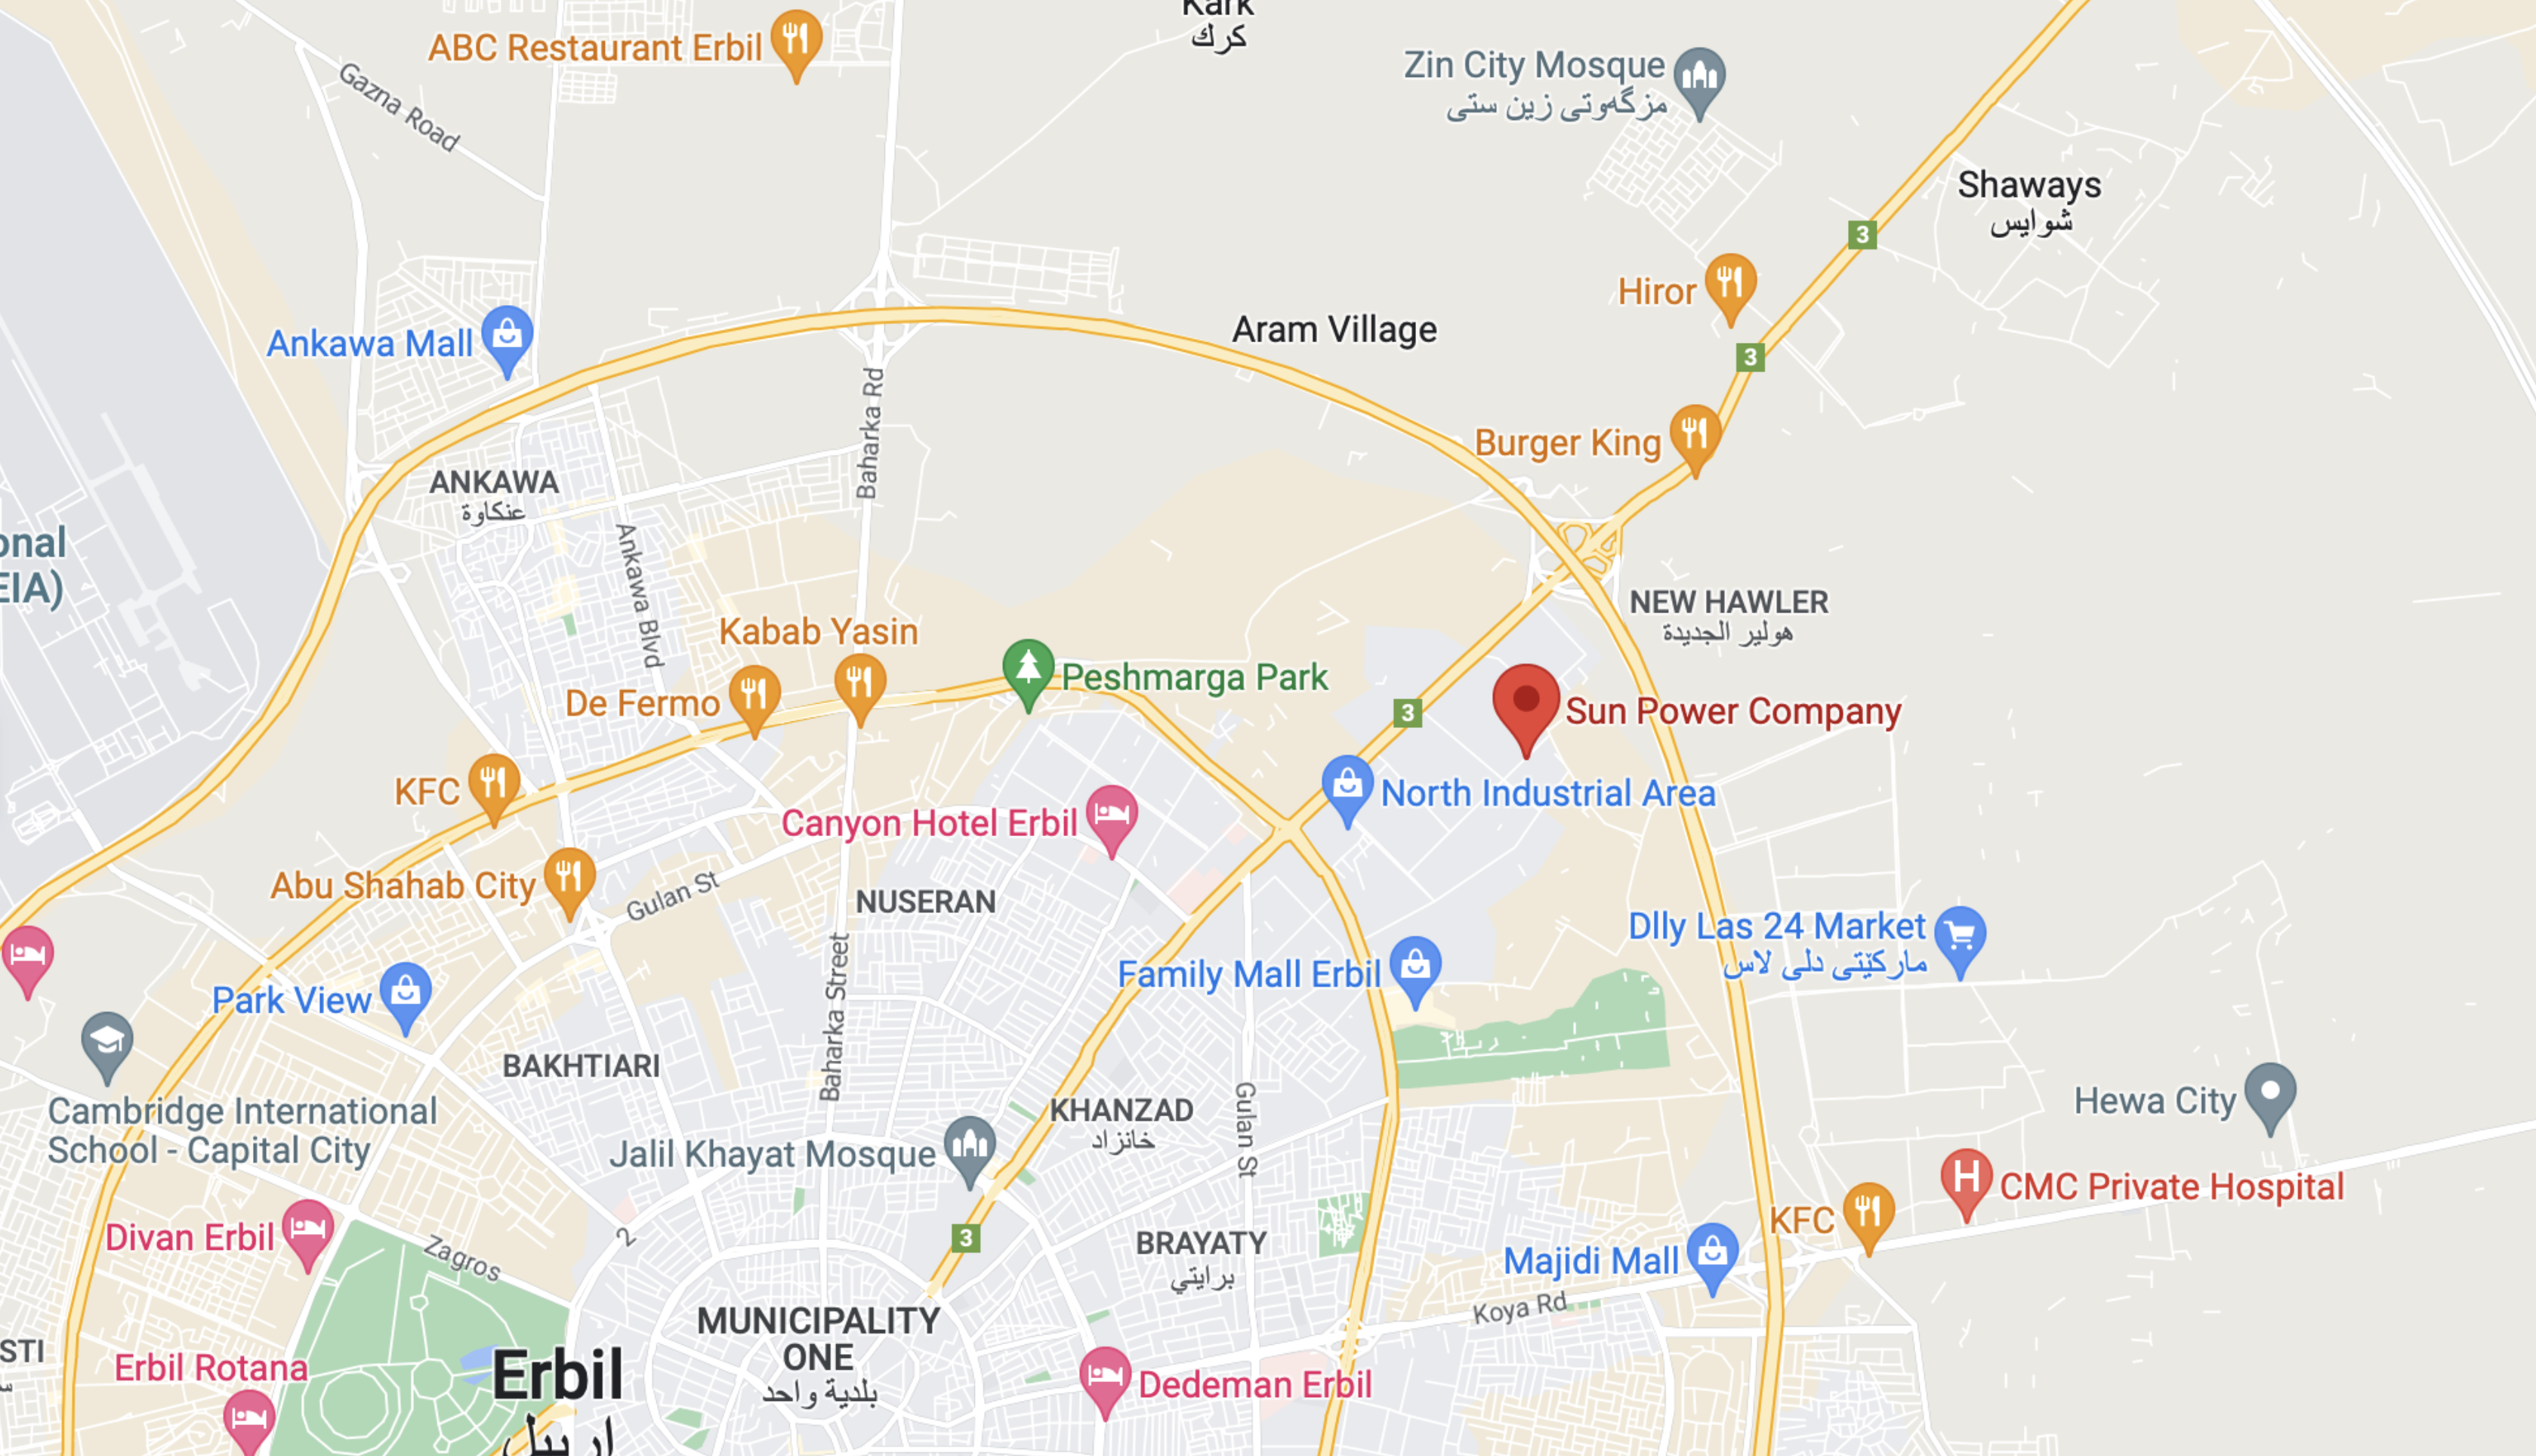 Kark
كرك
ABC Restaurant Erbil
Gazna Road
Zin City Mosque
مزگەوتی زین ستی
Shaways
شوايس
3
Hiror
3
Aram Village
Ankawa Mall
Baharka Rd
Burger King
ANKAWA
عنكاوة
Ankawa Blvd
NEW HAWLER
هولير الجديدة
Kabab Yasin
De Fermo
Peshmarga Park
3
Sun Power Company
KFC
North Industrial Area
Canyon Hotel Erbil
Abu Shahab City
Gulan St
NUSERAN
Dlly Las 24 Market
مارکێتی دلی لاس
Family Mall Erbil
Park View
Baharka Street
BAKHTIARI
Cambridge International
School - Capital City
KHANZAD
خانزاد
Gulan St
Hewa City
Jalil Khayat Mosque
CMC Private Hospital
KFC
Divan Erbil
Zagros
2
3
BRAYATY
برايتي
Majidi Mall
Koya Rd
MUNICIPALITY
ONE
بلدية واحد
Erbil Rotana
Erbil
اربيل
Dedeman Erbil